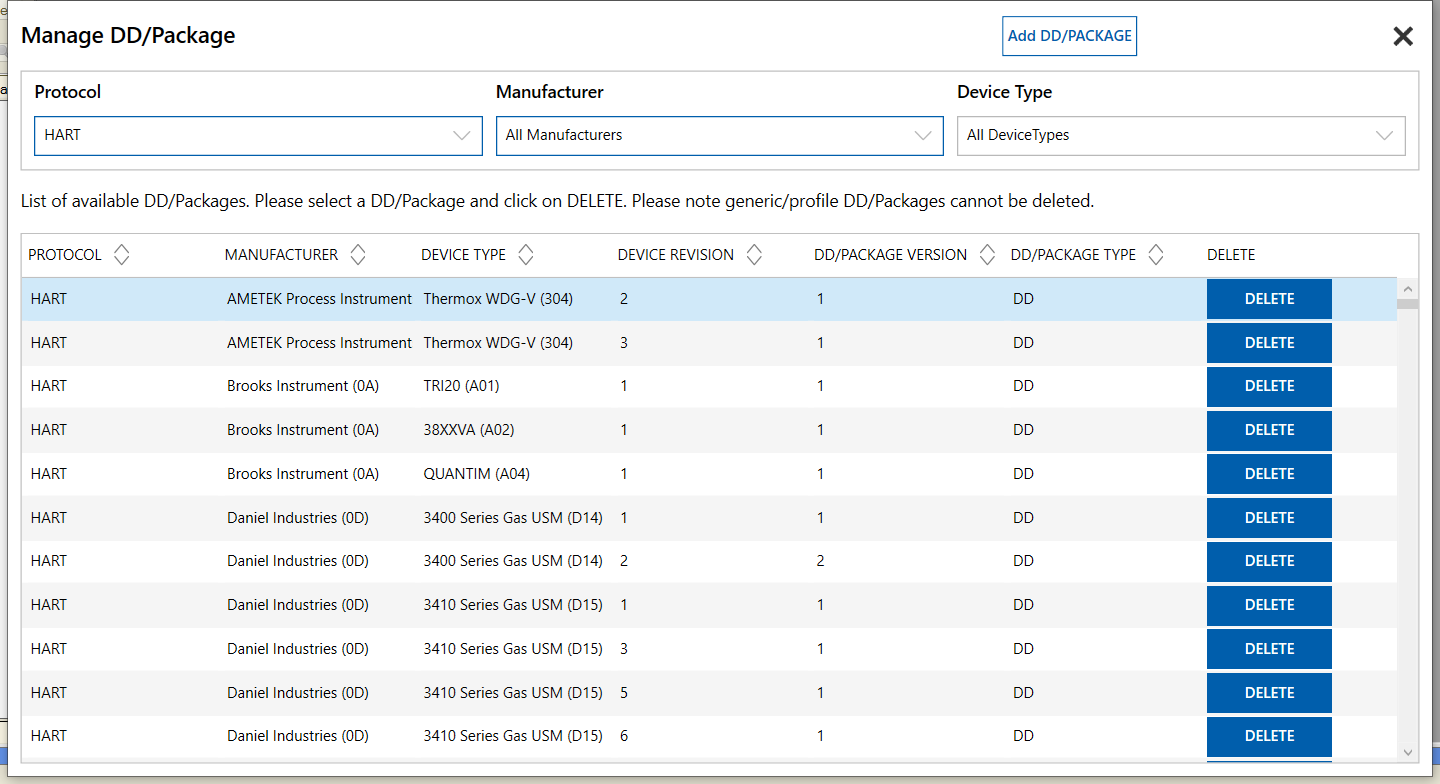 Manage DD/Package
Add DD/PACKAGE
Protocol Manufacturer Device Type
HART All Manufacturers All DeviceTypes
List of available DD/Packages. Please select a DD/Package and click on DELETE. Please note generic/profile DD/Packages cannot be deleted.
PROTOCOL MANUFACTURER DEVICE TYPE DEVICE REVISION DD/PACKAGE VERSION DD/PACKAGE TYPE DELETE
HART AMETEK Process Instrument Thermox WDG-V (304) 2 1 DD DELETE
HART AMETEK Process Instrument Thermox WDG-V (304) 3 1 DD DELETE
HART Brooks Instrument (0A) TRI20 (A01) 1 1 DD DELETE
HART Brooks Instrument (0A) 38XXVA (A02) 1 1 DD DELETE
HART Brooks Instrument (0A) QUANTIM (A04) 1 1 DD DELETE
HART Daniel Industries (0D) 3400 Series Gas USM (D14) 1 1 DD DELETE
HART Daniel Industries (0D) 3400 Series Gas USM (D14) 2 2 DD DELETE
HART Daniel Industries (0D) 3410 Series Gas USM (D15) 1 1 DD DELETE
HART Daniel Industries (0D) 3410 Series Gas USM (D15) 3 1 DD DELETE
HART Daniel Industries (0D) 3410 Series Gas USM (D15) 5 1 DD DELETE
HART Daniel Industries (0D) 3410 Series Gas USM (D15) 6 1 DD DELETE